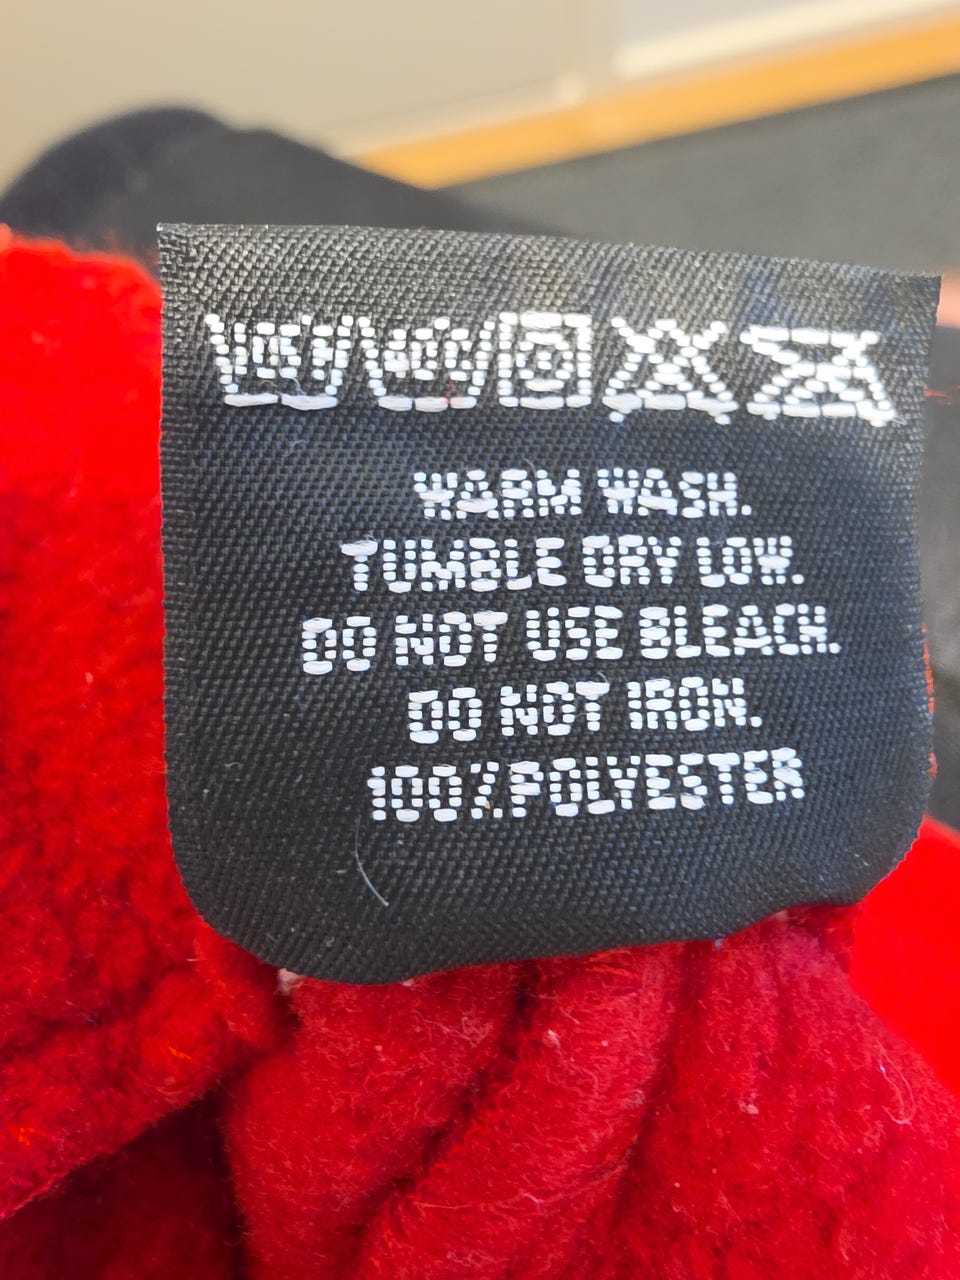 WARM WASH.
TUMBLE DRY LOW.
DO NOT USE BLEACH.
DO NOT IRON.
100%POLYESTER